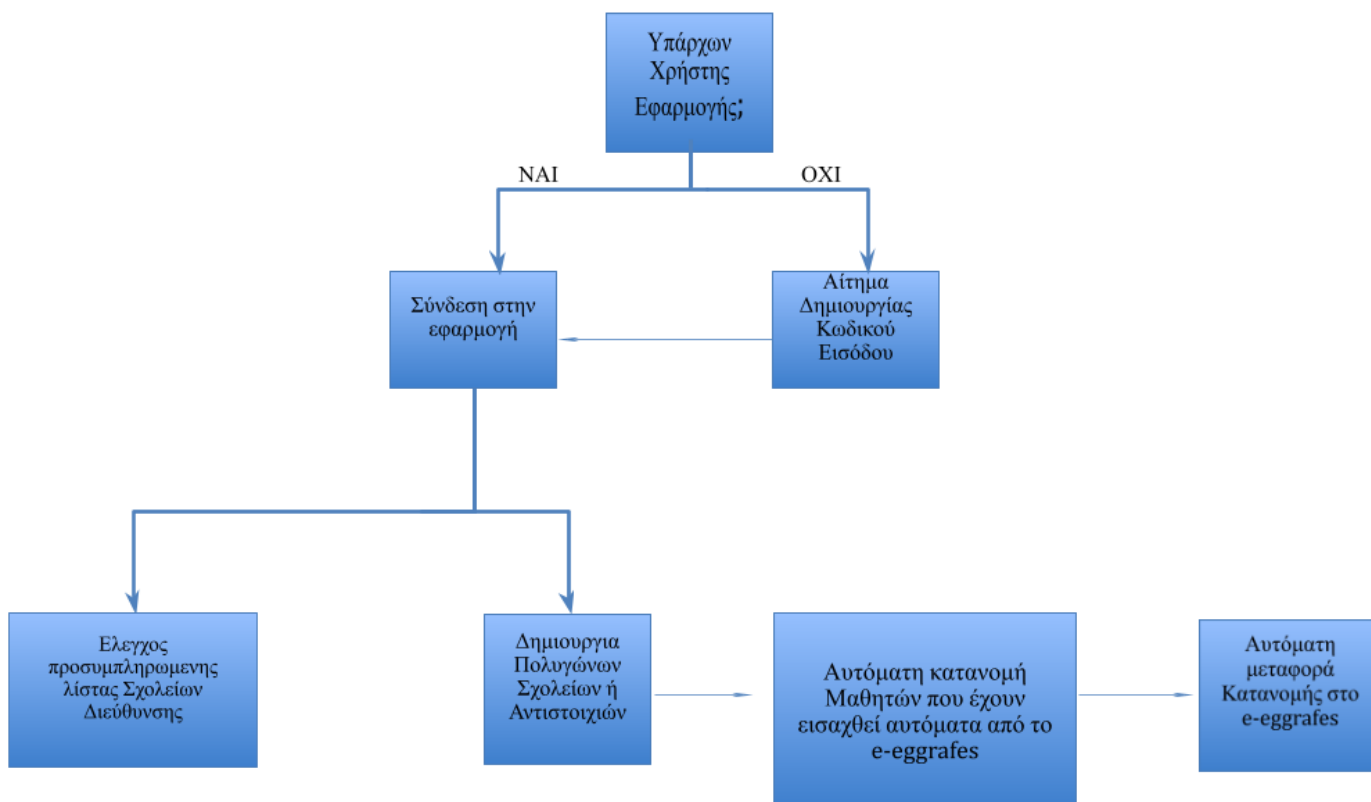 Υπάρχων
Χρήστης
Εφαρμογής;
ΝΑΙ
ΟΧΙ
Σύνδεση στην
εφαρμογή
Αίτημα
Δημιουργίας
Κωδικού
Εισόδου
Ελεγχος
προσυμπληρωμενης
λίστας Σχολείων
Διεύθυνσης
Δημιουργια
Πολυγώνων
Σχολείων ή
Αντιστοιχιών
Αυτόματη κατανομή
Μαθητών που έχουν
εισαχθεί αυτόματα από το
e-eggrafes
Αυτόματη
μεταφορά
Κατανομής στο
e-eggrafes